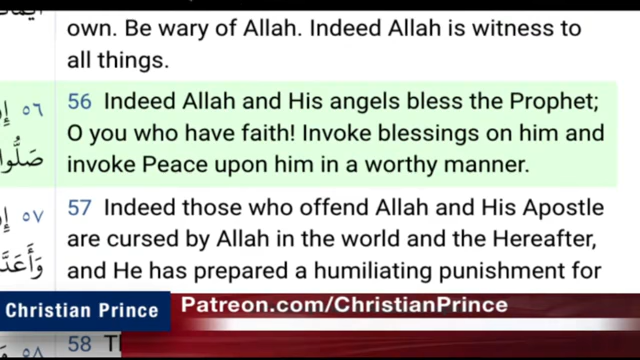 own. Be wary of Allah. Indeed Allah is witness to
all things.
٥٦
56 Indeed Allah and His angels bless the Prophet;
O you who have faith! Invoke blessings on him and
invoke Peace upon him in a worthy manner.
٥٧
57 Indeed those who offend Allah and His Apostle
are cursed by Allah in the world and the Hereafter,
and He has prepared a humiliating punishment for
Christian Prince
Patreon.com/ChristianPrince
58